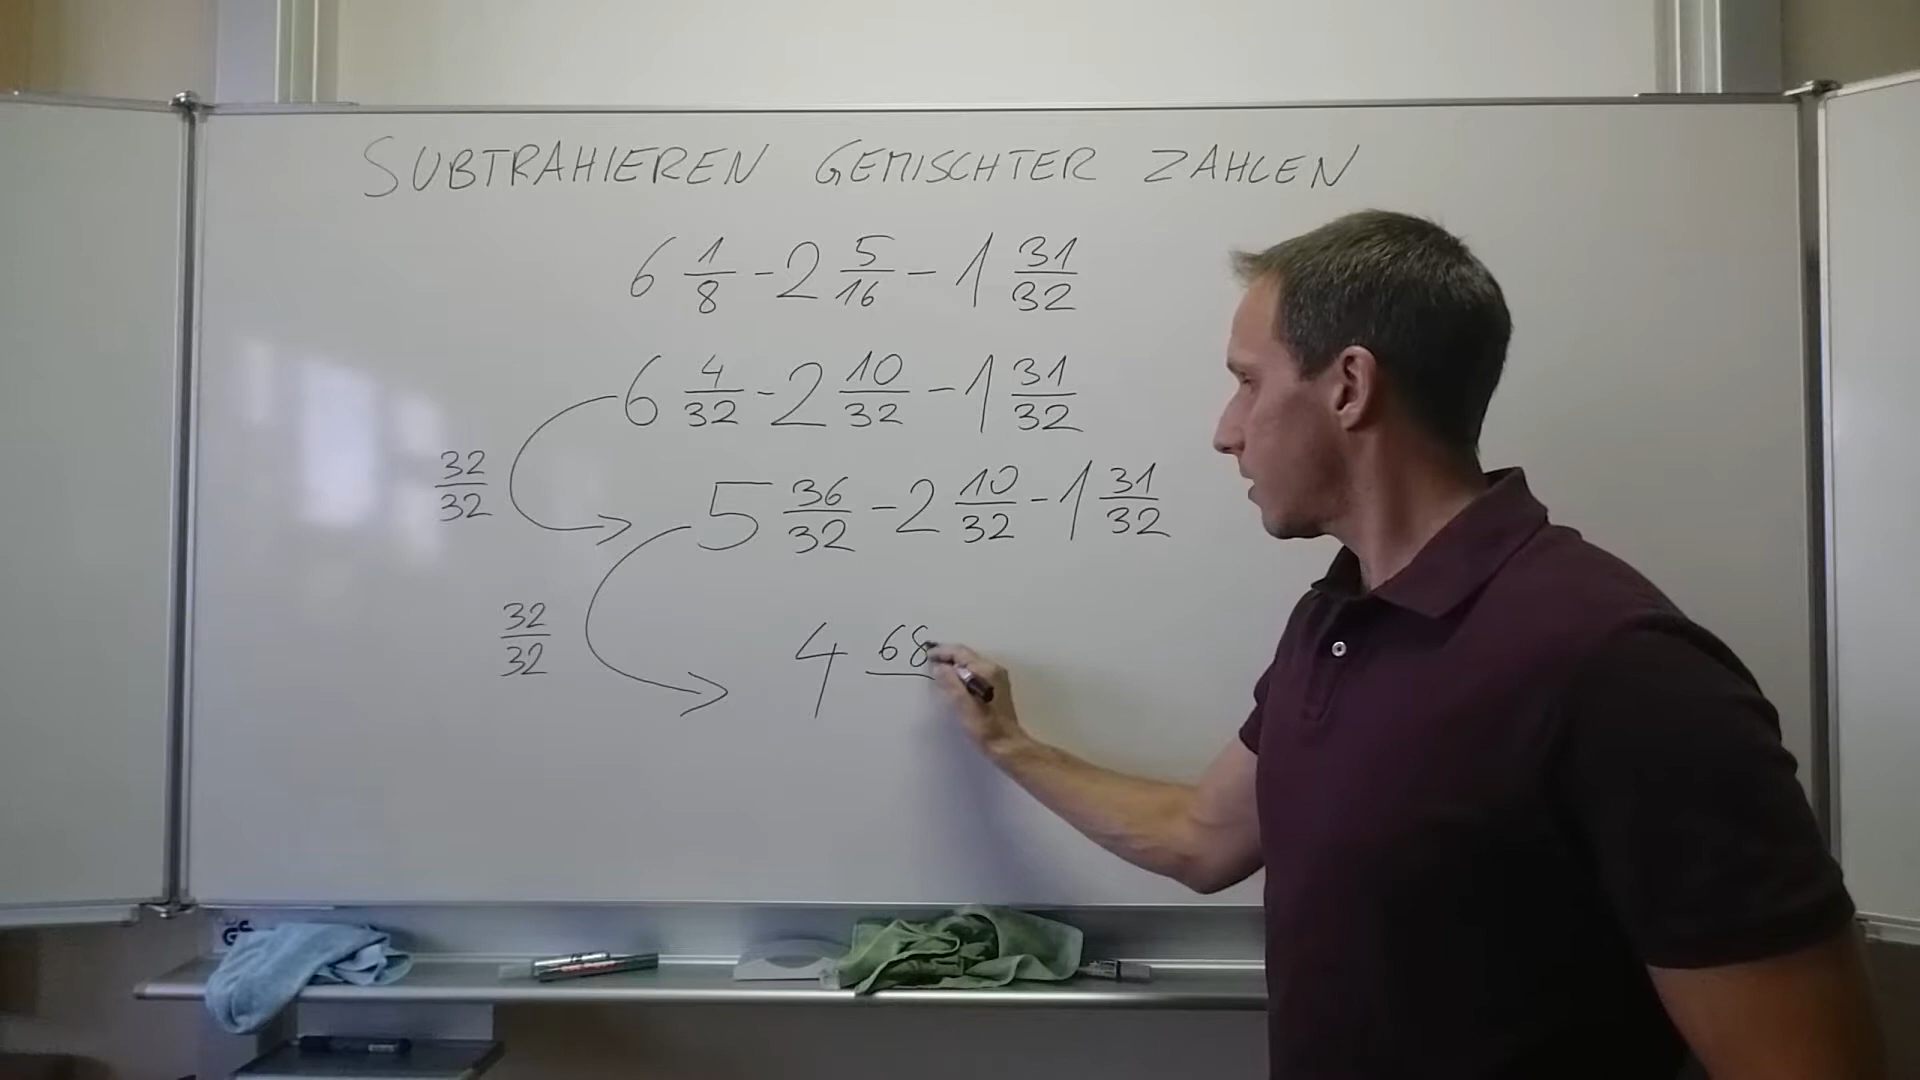 SUBTRAHIEREN GEMISCHTER ZAHLEN
6 1/8 - 2 5/16 - 1 31/32
6 4/32 - 2 10/32 - 1 31/32
32/32
5 36/32 - 2 10/32 - 1 31/32
32/32
4 68
GS